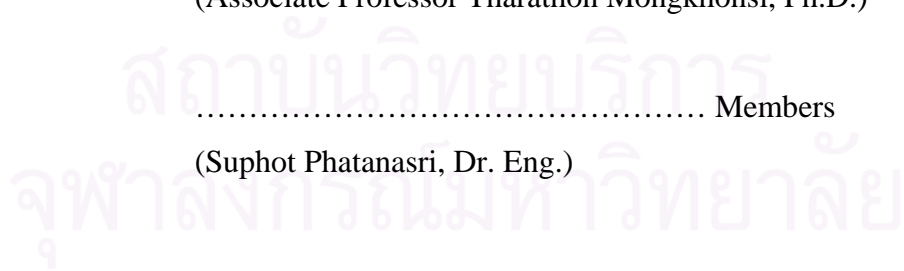 (Associate Professor Tharathon Mongkhonsi, Ph.D.)
สถาบันวิทยบริการ
…………………………………………… Members
(Suphot Phatanasri, Dr. Eng.)
จุฬาลงกรณ์มหาวิทยาลัย